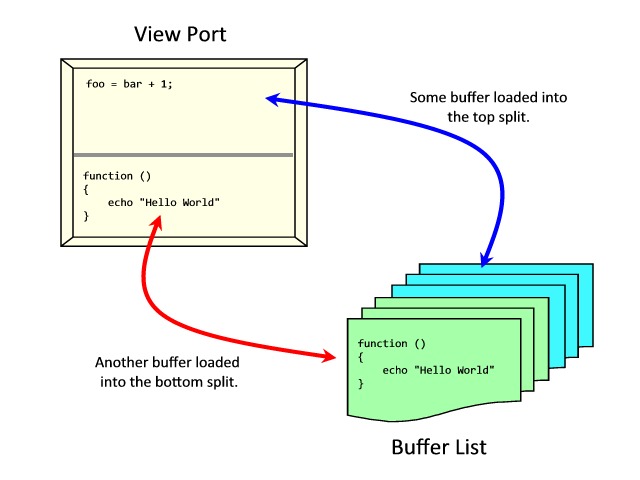 View Port
foo = bar + 1;
Some buffer loaded into
the top split.
function ()
{
echo "Hello World"
}
Another buffer loaded
into the bottom split.
function ()
{
echo "Hello World"
}
Buffer List